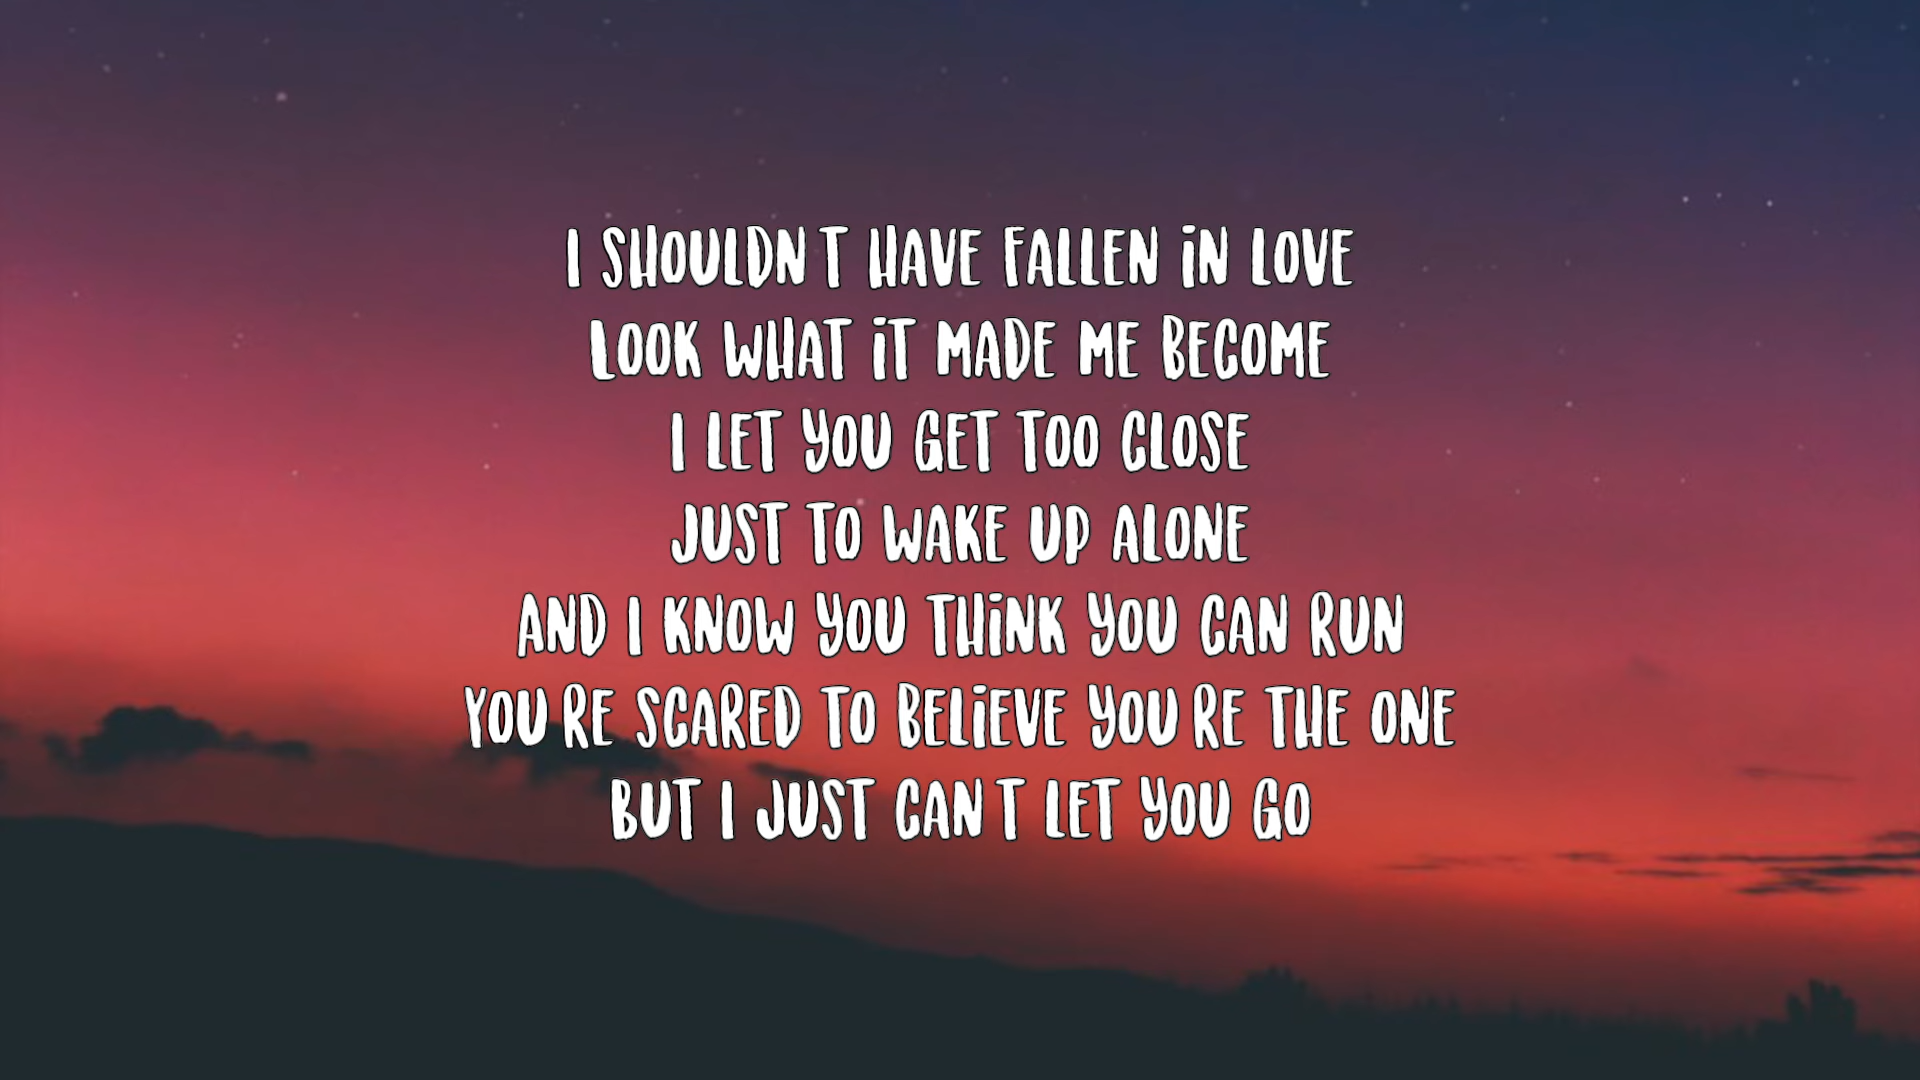 I SHOULDN T HAVE FALLEN IN LOVE
LOOK WHAT IT MADE ME BECOME
I LET YOU GET TOO CLOSE
JUST TO WAKE UP ALONE
AND I KNOW YOU THINK YOU CAN RUN
YOU RE SCARED TO BELIEVE YOU RE THE ONE
BUT I JUST CAN T LET YOU GO